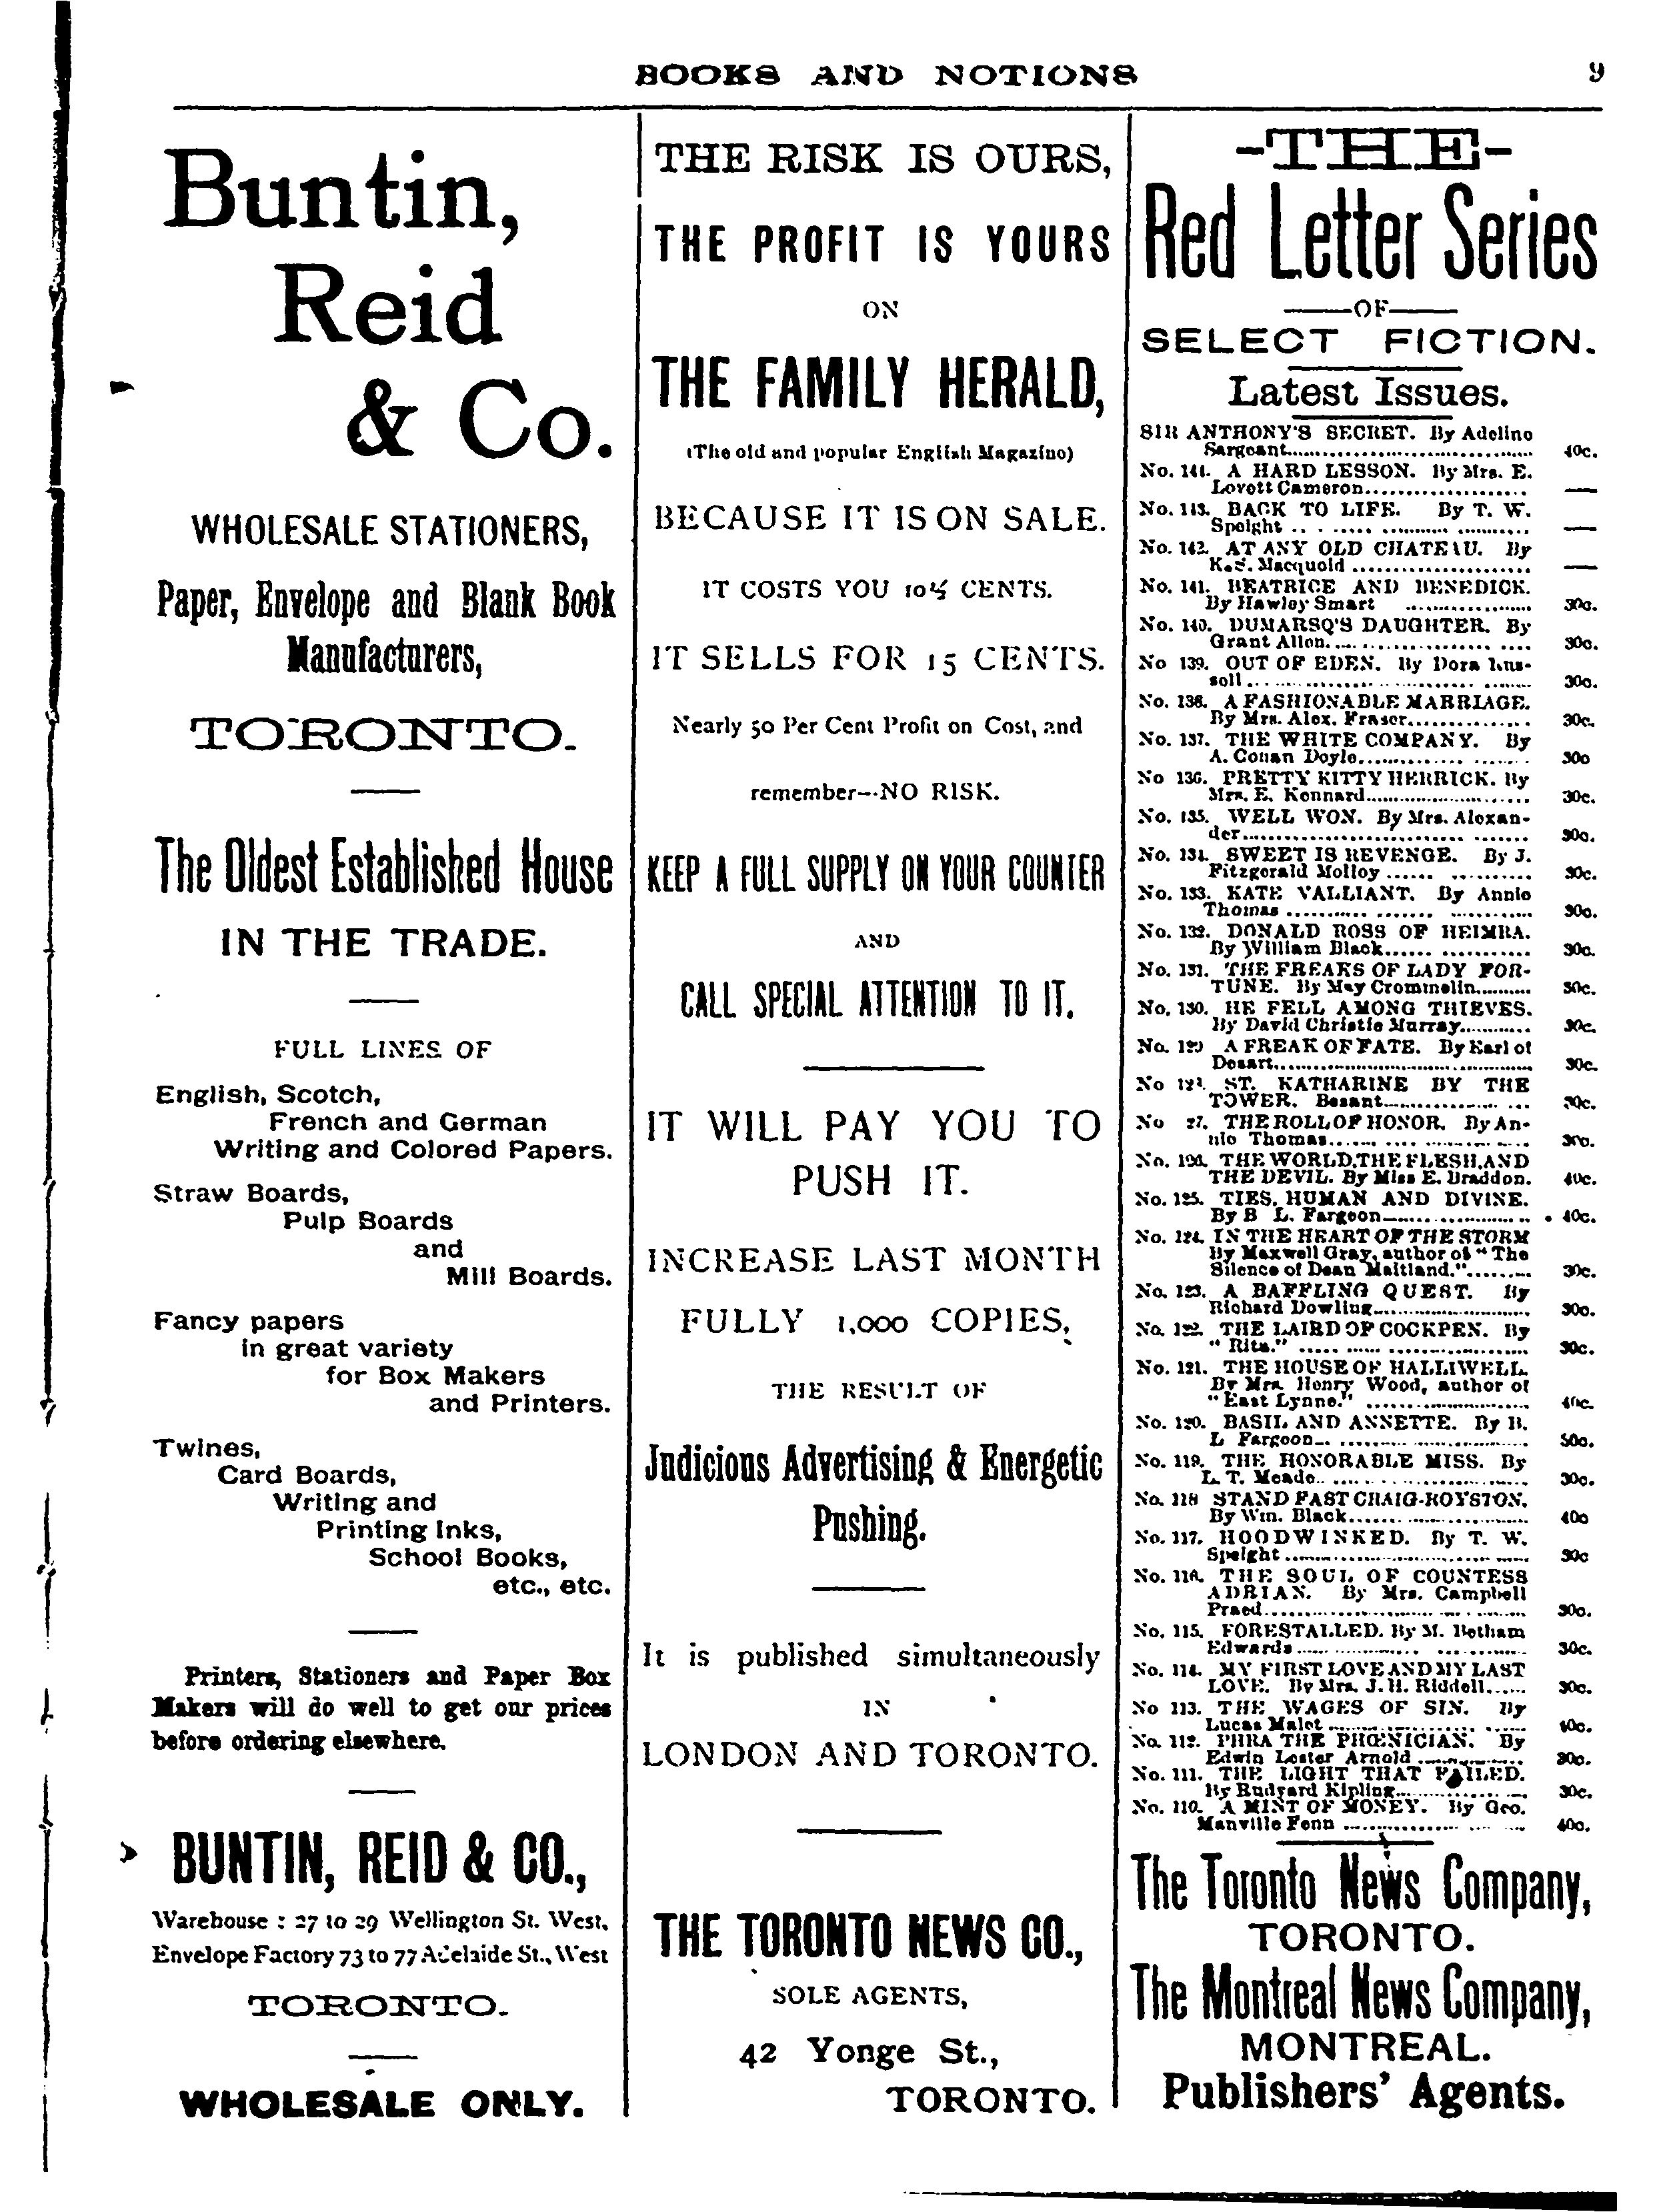 BOOKS AND NOTIONS
9
Buntin,
Reid
& Co.
WHOLESALE STATIONERS,
Paper, Envelope and Blank Book
Manufacturers,
TORONTO.
The Oldest Established House
IN THE TRADE.
FULL LINES OF
English, Scotch,
French and German
Writing and Colored Papers.
Straw Boards,
Pulp Boards
and
Mill Boards.
Fancy papers
in great variety
for Box Makers
and Printers.
Twines,
Card Boards,
Writing and
Printing Inks,
School Books,
etc., etc.
Printers, Stationers and Paper Box
Makers will do well to get our prices
before ordering elsewhere.
BUNTIN, REID & CO.,
Warehouse : 27 to 29 Wellington St. West,
Envelope Factory 73 to 77 Adelaide St., West
TORONTO.
WHOLESALE ONLY.
THE RISK IS OURS,
THE PROFIT IS YOURS
ON
THE FAMILY HERALD,
(The old and popular English Magazine)
BECAUSE IT IS ON SALE.
IT COSTS YOU CENTS.
IT SELLS FOR 15 CENTS.
Nearly 50 Per Cent Profit on Cost, and
remember—NO RISK.
KEEP A FULL SUPPLY ON YOUR COUNTER
AND
CALL SPECIAL ATTENTION TO IT.
IT WILL PAY YOU TO
PUSH IT.
INCREASE LAST MONTH
FULLY 1,000 COPIES,
THE RESULT OF
Judicious Advertising & Energetic
Pushing.
It is published simultaneously
IN
LONDON AND TORONTO.
THE TORONTO NEWS CO.,
SOLE AGENTS,
42 Yonge St.,
TORONTO.
-THE-
Red Letter Series
—OF—
SELECT FICTION.
Latest Issues.
SIR ANTHONY'S SECRET. By Adeline
Sergeant 40c.
No. A HARD LESSON. By Mrs. E.
Lovett Cameron —
No. BACK TO LIFE. By T. W.
Speight —
No. 142. AT ANY OLD CHATEAU. By
K.S. Macquoid —
No. 141. BEATRICE AND BENEDICK.
By Hawley Smart 30c.
No. 140. DUMARSQ'S DAUGHTER. By
Grant Allen 30c.
No 139. OUT OF EDEN. By Dora Rus-
sell 30c.
No. 138. A FASHIONABLE MARRIAGE.
By Mrs. Alex. Fraser 30c.
No. 137. THE WHITE COMPANY. By
A. Conan Doyle 30c
No 136. PRETTY KITTY HERRICK. By
Mrs. E. Kennard 30c.
No. 135. WELL WON. By Mrs. Alexan-
der 30c.
No. 134. SWEET IS REVENGE. By J.
Fitzgerald Molloy 30c.
No. 133. KATE VALLIANT. By Annie
Thomas 30c.
No. 132. DONALD ROSS OF HEIMRA.
By William Black 30c.
No. 131. THE FREAKS OF LADY FOR-
TUNE. By May Crommelin 30c.
No. 130. HE FELL AMONG THIEVES.
By David Christie Murray 30c.
No. 129 A FREAK OF FATE. By Earl of
Desart 30c.
No ST. KATHARINE BY THE
TOWER. Besant 30c.
No 27. THE ROLL OF HONOR. By An-
nie Thomas 30c.
No. 126. THE WORLD, THE FLESH, AND
THE DEVIL. By Miss E. Braddon. 40c.
No. 125. TIES, HUMAN AND DIVINE.
By B L. Fargeon 40c.
No. 124. IN THE HEART OF THE STORM
By Maxwell Gray, author of "The
Silence of Dean Maitland." 30c.
No. 123. A BAFFLING QUEST. By
Richard Dowling 30c.
No. 122. THE LAIRD OF COCKPEN. By
"Rita." 30c.
No. 121. THE HOUSE OF HALLIWELL.
By Mrs. Henry Wood, author of
"East Lynne." 40c.
No. 120. BASIL AND ANNETTE. By B.
L Fargeon 50c.
No. 119. THE HONORABLE MISS. By
L. T. Meade 30c.
No. 118 STAND FAST CRAIG-ROYSTON.
By Wm. Black 40c
No. 117. HOODWINKED. By T. W.
Speight 30c
No. 116. THE SOUL OF COUNTESS
ADRIAN. By Mrs. Campbell
Praed 30c.
No. 115. FORESTALLED. By M. Betham
Edwards 30c.
No. 114. MY FIRST LOVE AND MY LAST
LOVE. By Mrs. J. H. Riddell 30c.
No 113. THE WAGES OF SIN. By
Lucas Malet 40c.
No. 112. PHRA THE PHŒNICIAN. By
Edwin Lester Arnold 30c.
No. 111. THE LIGHT THAT FAILED.
By Rudyard Kipling 30c.
No. 110. A MINT OF MONEY. By Geo.
Manville Fenn 40c.
The Toronto News Company,
TORONTO.
The Montreal News Company,
MONTREAL.
Publishers' Agents.